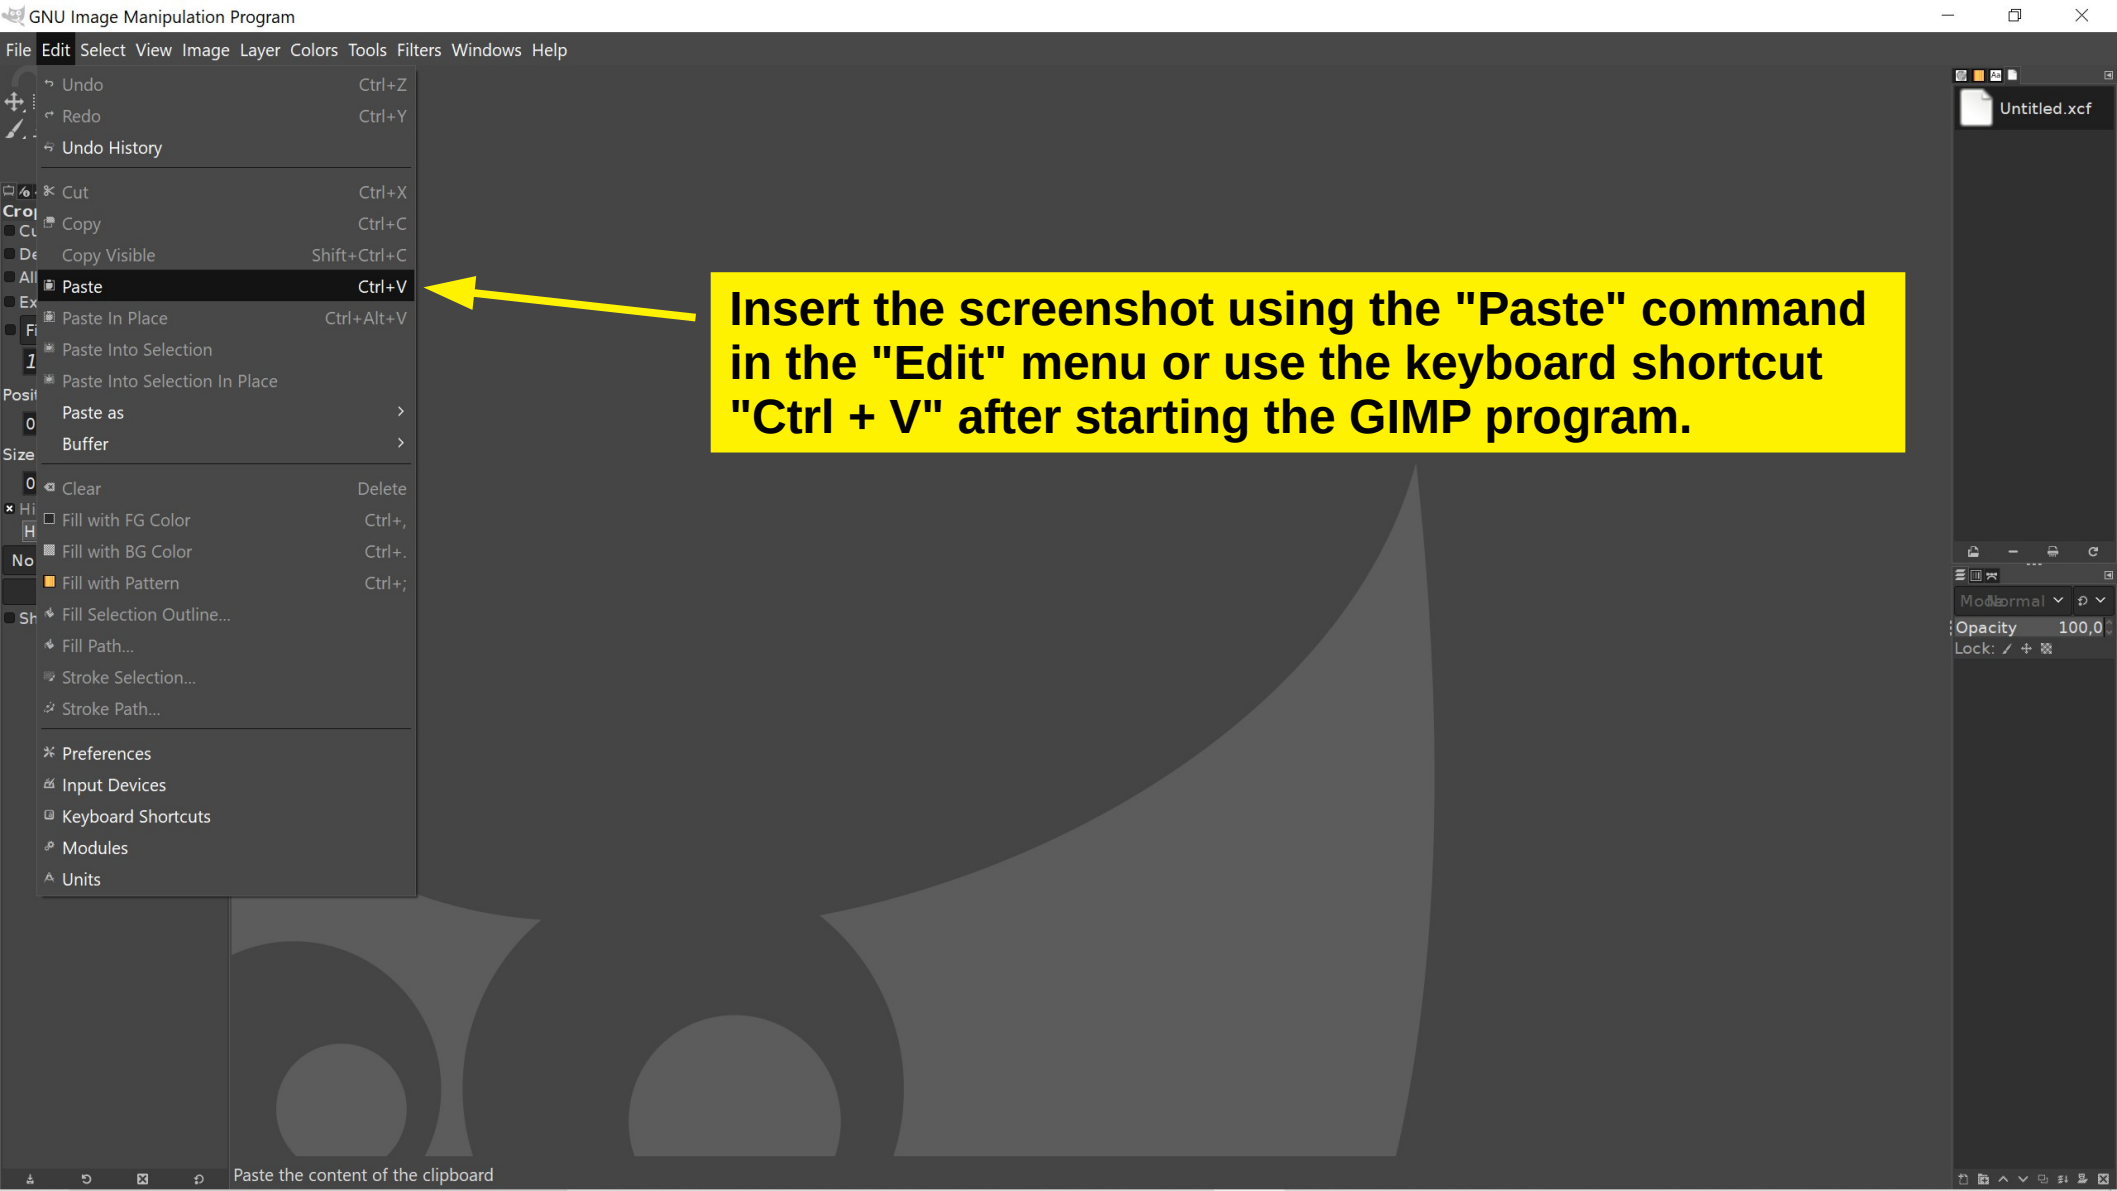 GNU Image Manipulation Program
File Edit Select View Image Layer Colors Tools Filters Windows Help
Undo Ctrl+Z
Redo Ctrl+Y
Undo History
Cut Ctrl+X
Copy Ctrl+C
Copy Visible Shift+Ctrl+C
Paste Ctrl+V
Paste In Place Ctrl+Alt+V
Paste Into Selection
Paste Into Selection In Place
Paste as
Buffer
Clear Delete
Fill with FG Color Ctrl+,
Fill with BG Color Ctrl+.
Fill with Pattern Ctrl+;
Fill Selection Outline...
Fill Path...
Stroke Selection...
Stroke Path...
Preferences
Input Devices
Keyboard Shortcuts
Modules
Units
Insert the screenshot using the "Paste" command
in the "Edit" menu or use the keyboard shortcut
"Ctrl + V" after starting the GIMP program.
Untitled.xcf
Normal
Opacity 100,0
Lock:
Size
No
Paste the content of the clipboard